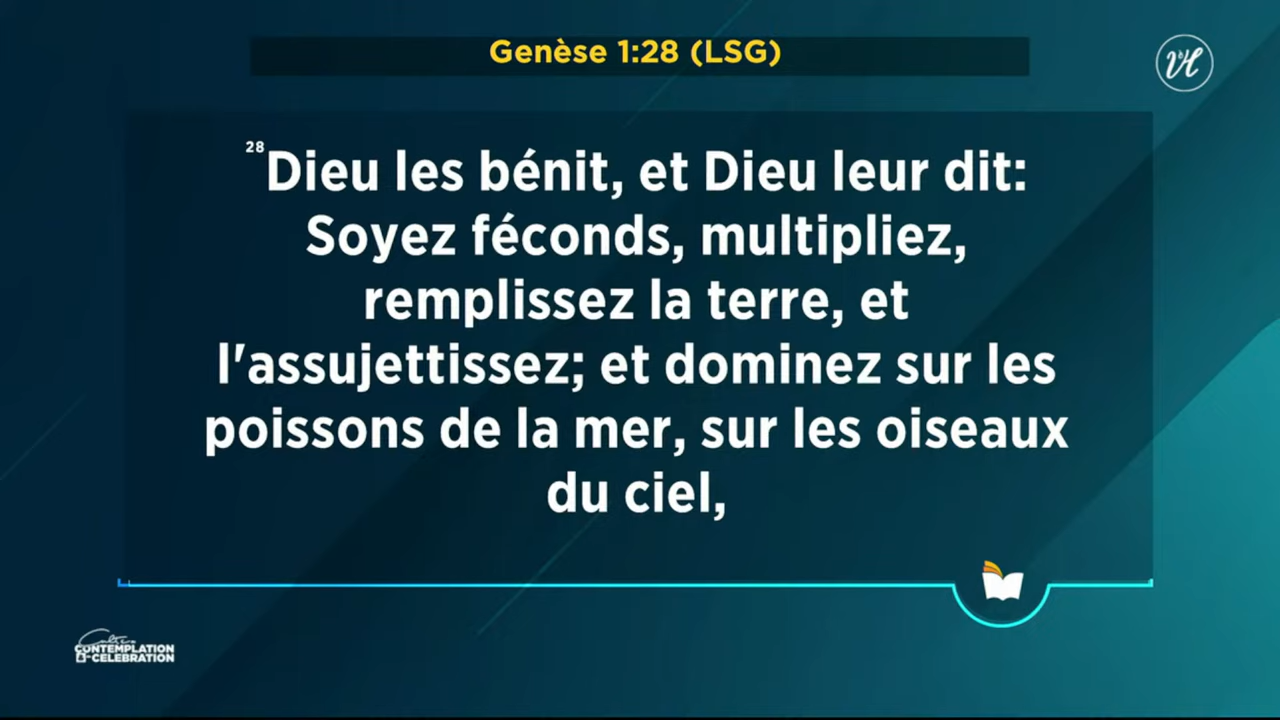 Genèse 1:28 (LSG)
28 Dieu les bénit, et Dieu leur dit:
Soyez féconds, multipliez,
remplissez la terre, et
l'assujettissez; et dominez sur les
poissons de la mer, sur les oiseaux
du ciel,
CONTEMPLATION
CELEBRATION